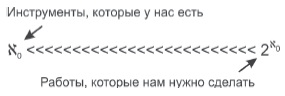 Инструменты, которые у нас есть
ℵ₀ <<<<<<<<<<<<<<<<<<<<<<<<< 2^ℵ₀
Работы, которые нам нужно сделать